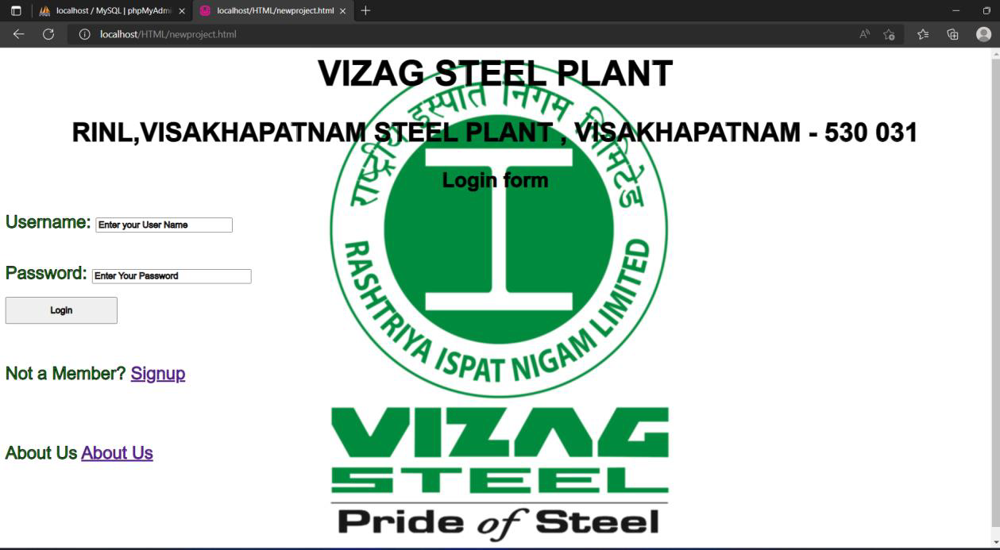 localhost / MySQL | phpMyAdmi
localhost/HTML/newproject.html
localhost/HTML/newproject.html
VIZAG STEEL PLANT
RINL,VISAKHAPATNAM STEEL PLANT , VISAKHAPATNAM - 530 031
Login form
राष्ट्रीय इस्पात निगम लिमिटेड
Username: Enter your User Name
Password: Enter Your Password
Login
RASHTRIYA ISPAT NIGAM LIMITED
Not a Member? Signup
VIZAG
About Us About Us
STEEL
Pride of Steel